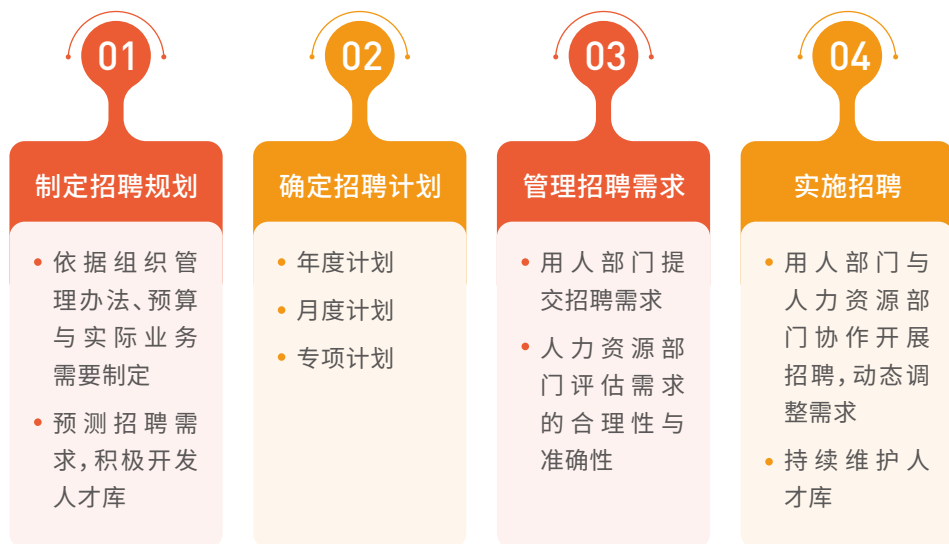 01
制定招聘规划
依据组织管
理办法、预算
与实际业务
需要制定
预测招聘需
求,积极开发
人才库
02
确定招聘计划
年度计划
月度计划
专项计划
03
管理招聘需求
用人部门提
交招聘需求
人力资源部
门评估需求
的合理性与
准确性
04
实施招聘
用人部门与
人力资源部
门协作开展
招聘,动态调
整需求
持续维护人
才库